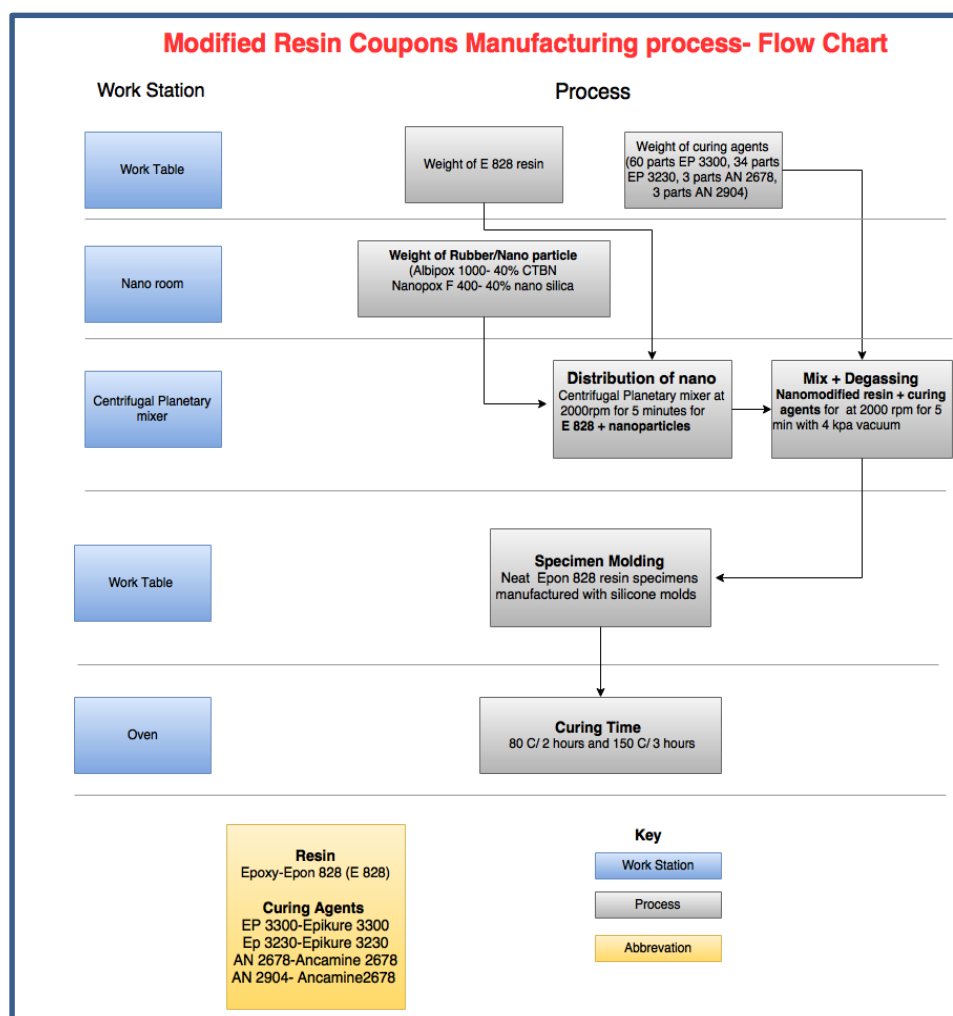 Modified Resin Coupons Manufacturing process- Flow Chart
Work Station
Process
Work Table
Weight of E 828 resin
Weight of curing agents
(60 parts EP 3300, 34 parts
EP 3230, 3 parts AN 2678,
3 parts AN 2904)
Nano room
Weight of Rubber/Nano particle
(Albipox 1000- 40% CTBN
Nanopox F 400- 40% nano silica
Centrifugal Planetary
mixer
Distribution of nano
Centrifugal Planetary mixer at
2000rpm for 5 minutes for
E 828 + nanoparticles
Mix + Degassing
Nanomodified resin + curing
agents for at 2000 rpm for 5
min with 4 kpa vacuum
Work Table
Specimen Molding
Neat Epon 828 resin specimens
manufactured with silicone molds
Oven
Curing Time
80 C/ 2 hours and 150 C/ 3 hours
Resin
Epoxy-Epon 828 (E 828)
Curing Agents
EP 3300-Epikure 3300
Ep 3230-Epikure 3230
AN 2678-Ancamine 2678
AN 2904- Ancamine2678
Key
Work Station
Process
Abbrevation